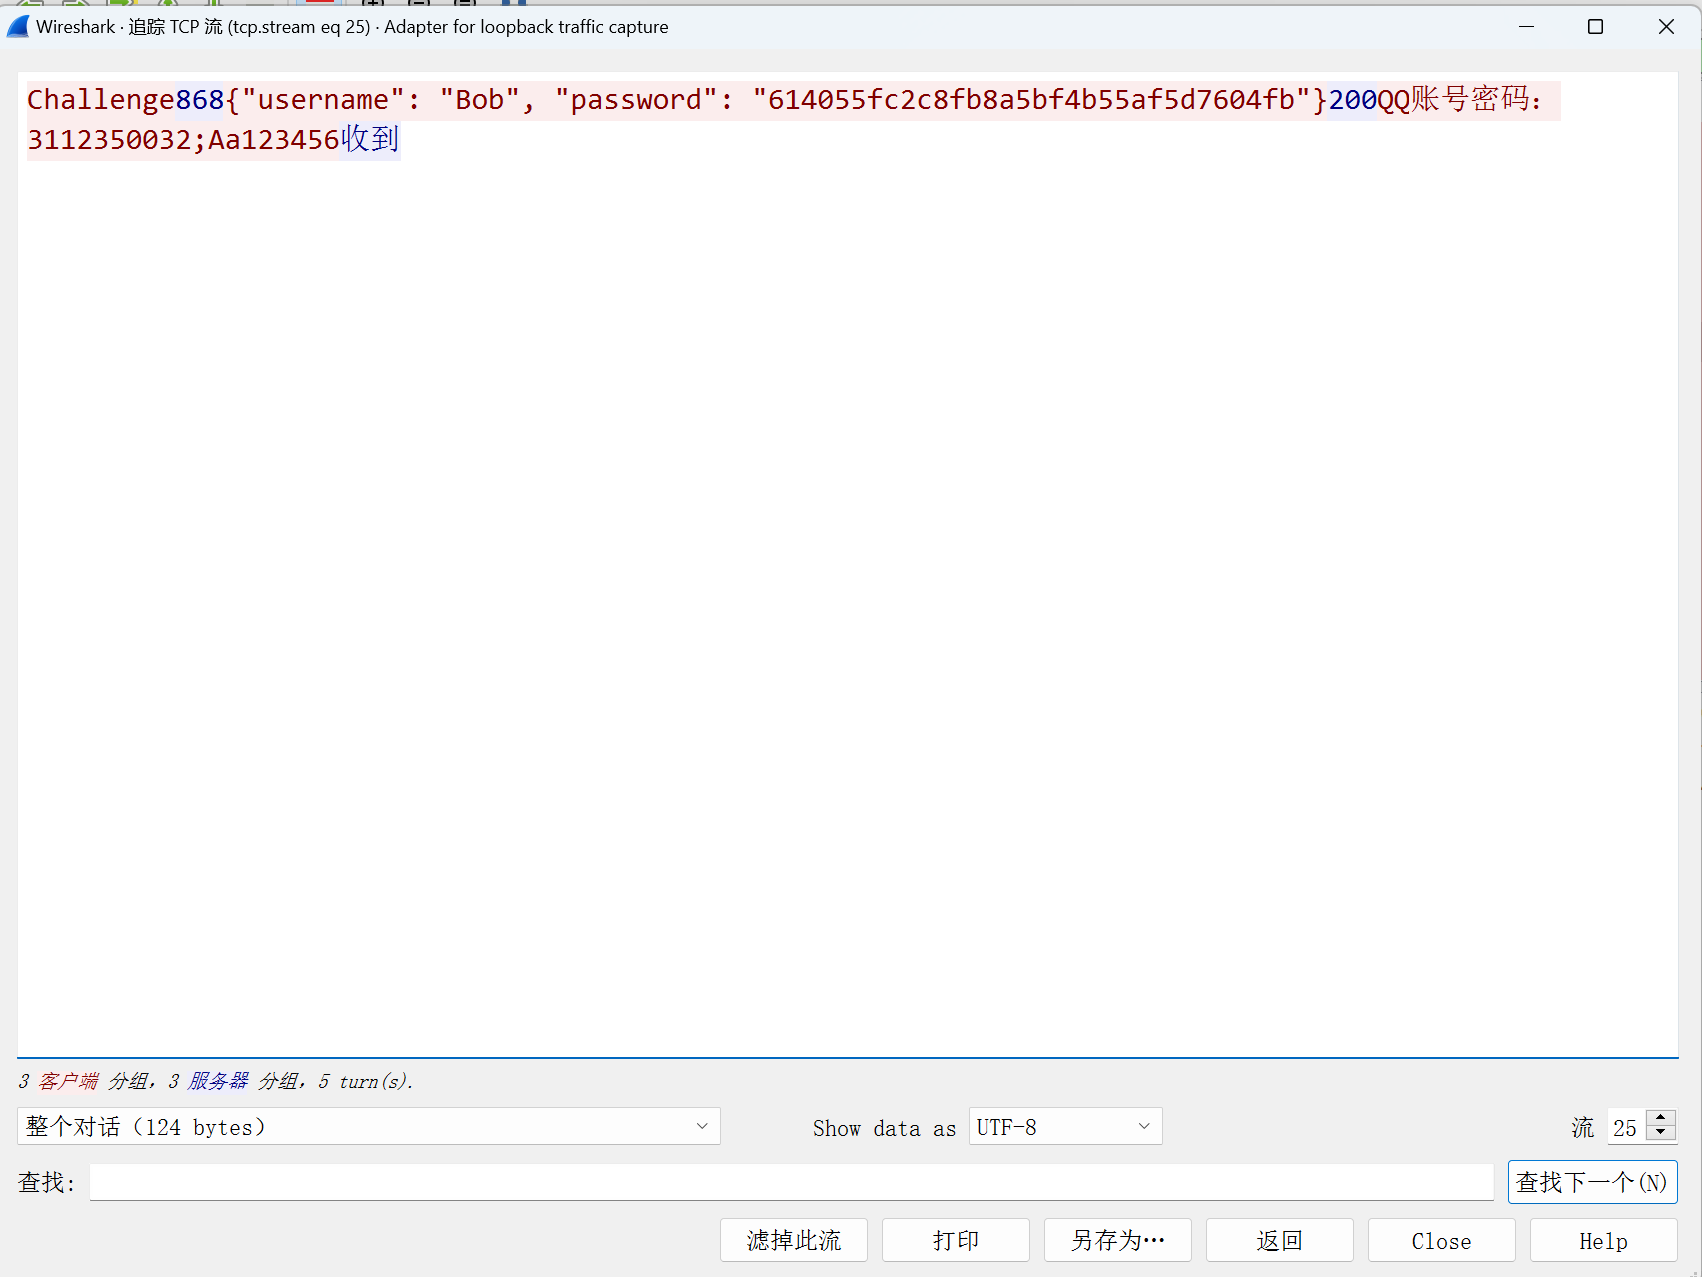 Wireshark · 追踪 TCP 流 (tcp.stream eq 25) · Adapter for loopback traffic capture
Challenge868{"username": "Bob", "password": "614055fc2c8fb8a5bf4b55af5d7604fb"}200QQ账号密码：
3112350032;Aa123456收到
3 客户端 分组，3 服务器 分组，5 turn(s).
整个对话（124 bytes）
Show data as UTF-8
流 25
查找：
查找下一个(N)
滤掉此流 打印 另存为… 返回 Close Help